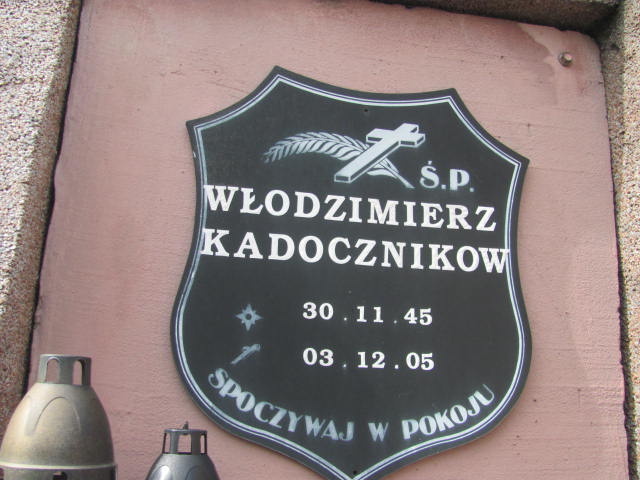 Ś.P.
WŁODZIMIERZ
KADOCZNIKOW
30.11.45
03.12.05
SPOCZYWAJ W POKOJU